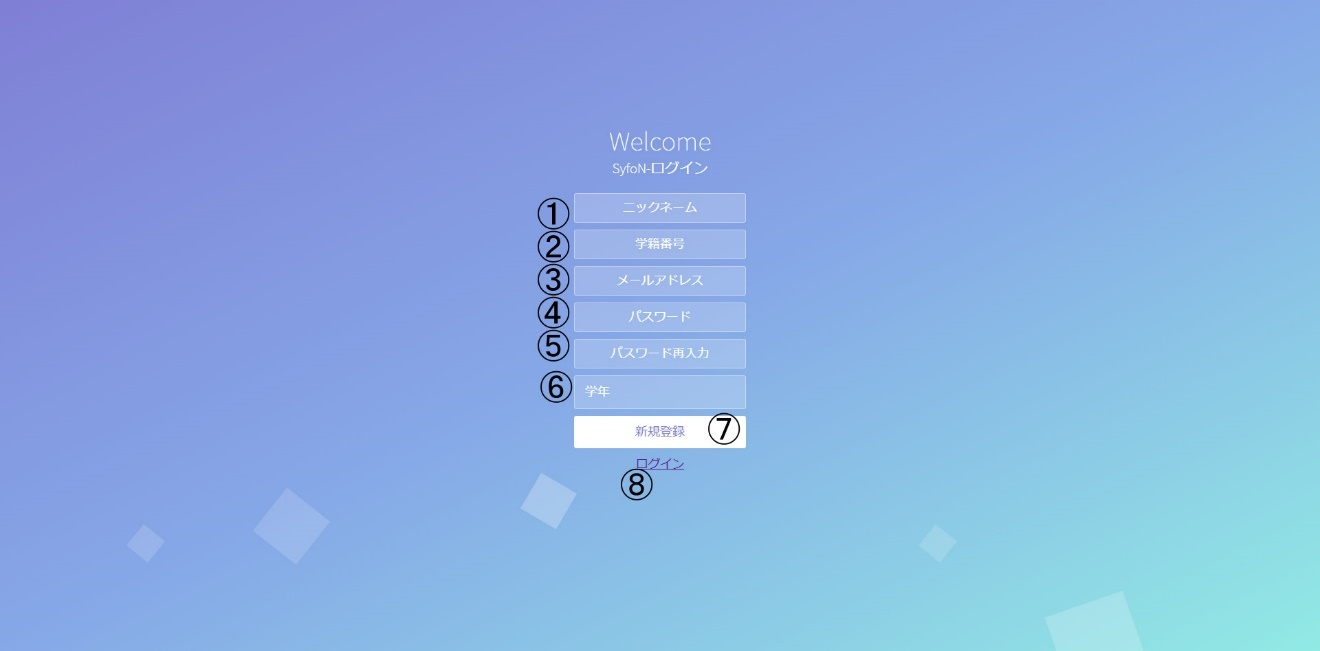 Welcome
SyfoN-ログイン
① ニックネーム
② 学籍番号
③ メールアドレス
④ パスワード
⑤ パスワード再入力
⑥ 学年
新規登録 ⑦
ログイン
⑧